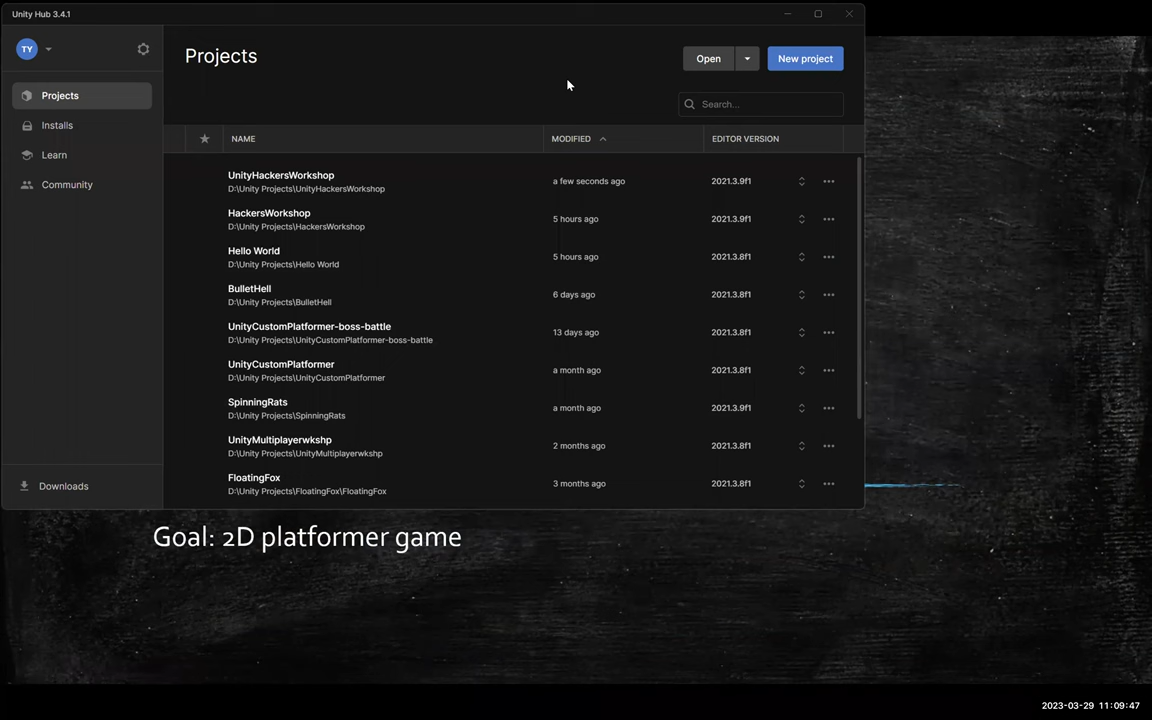 Unity Hub 3.4.1
TY
Projects
Open
New project
Projects
Search...
Installs
NAME
MODIFIED
EDITOR VERSION
Learn
Community
UnityHackersWorkshop
D:\Unity Projects\UnityHackersWorkshop
a few seconds ago
2021.3.9f1
HackersWorkshop
D:\Unity Projects\HackersWorkshop
5 hours ago
2021.3.9f1
Hello World
D:\Unity Projects\Hello World
5 hours ago
2021.3.8f1
BulletHell
D:\Unity Projects\BulletHell
6 days ago
2021.3.8f1
UnityCustomPlatformer-boss-battle
D:\Unity Projects\UnityCustomPlatformer-boss-battle
13 days ago
2021.3.8f1
UnityCustomPlatformer
D:\Unity Projects\UnityCustomPlatformer
a month ago
2021.3.8f1
SpinningRats
D:\Unity Projects\SpinningRats
a month ago
2021.3.9f1
UnityMultiplayerwkshp
D:\Unity Projects\UnityMultiplayerwkshp
2 months ago
2021.3.8f1
FloatingFox
D:\Unity Projects\FloatingFox\FloatingFox
3 months ago
2021.3.8f1
Downloads
Goal: 2D platformer game
2023-03-29 11:09:47